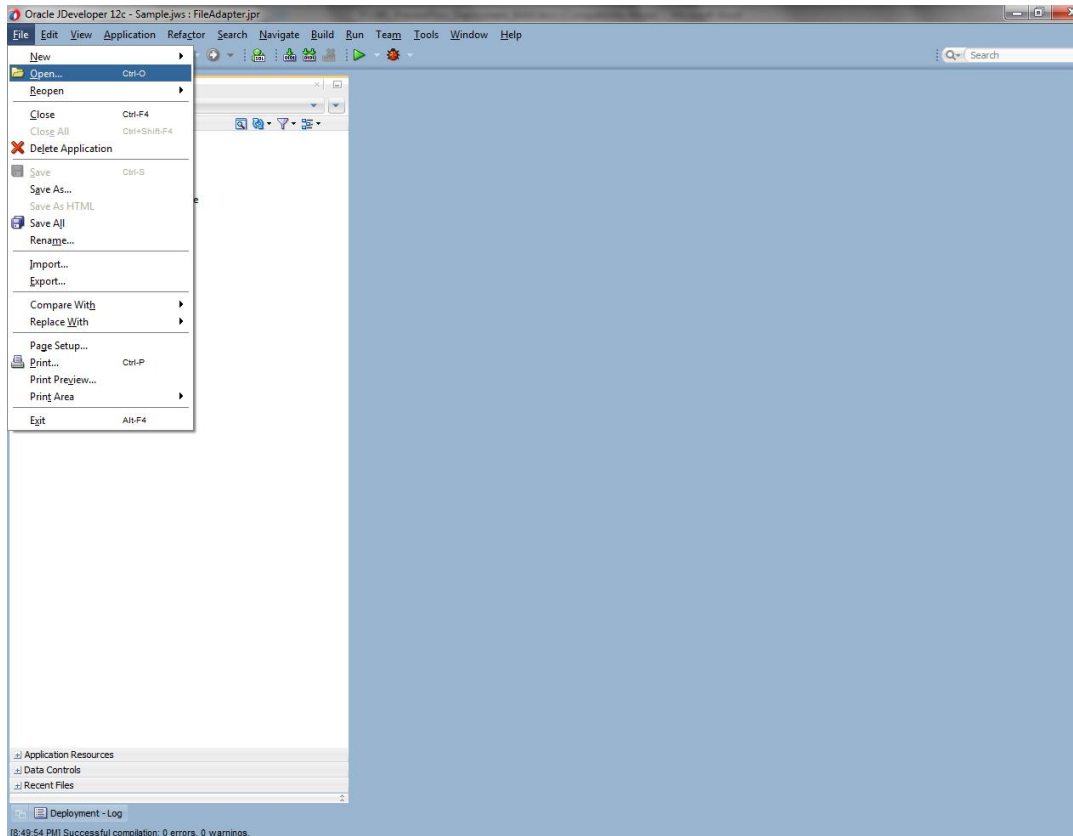 Oracle JDeveloper 12c - Sample.jws : FileAdapter.jpr
File Edit View Application Refactor Search Navigate Build Run Team Tools Window Help
Search
New
Open... Ctrl-O
Reopen
Close Ctrl-F4
Close All Ctrl+Shift-F4
Delete Application
Save Ctrl-S
Save As...
Save As HTML
e
Save All
Rename...
Import...
Export...
Compare With
Replace With
Page Setup...
Print... Ctrl-P
Print Preview...
Print Area
Exit Alt-F4
Application Resources
Data Controls
Recent Files
Deployment - Log
[8:49:54 PM] Successful compilation: 0 errors, 0 warnings.